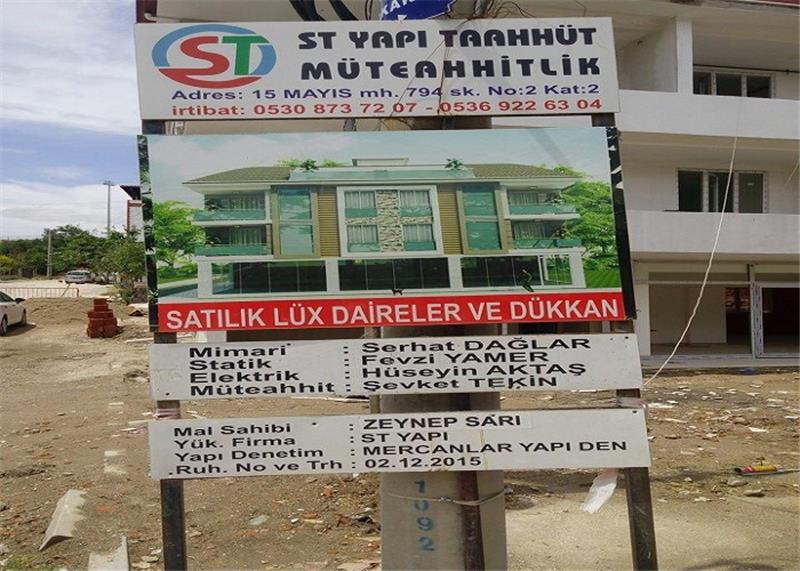 KAR
ST
ST YAPI TAAHHÜT
MÜTEAHHİTLİK
Adres: 15 MAYIS mh. 794 sk. No:2 Kat:2
irtibat: 0530 873 72 07 - 0536 922 63 04
SATILIK LÜX DAİRELER VE DÜKKAN
Mimari : Serhat DAĞLAR
Statik : Fevzi YAMER
Elektrik : Hüseyin AKTAŞ
Müteahhit : Şevket TEKİN
Mal Sahibi : ZEYNEP SARI
Yük. Firma : ST YAPI
Yapı Denetim : MERCANLAR YAPI DEN
Ruh. No ve Trh : 02.12.2015
1092